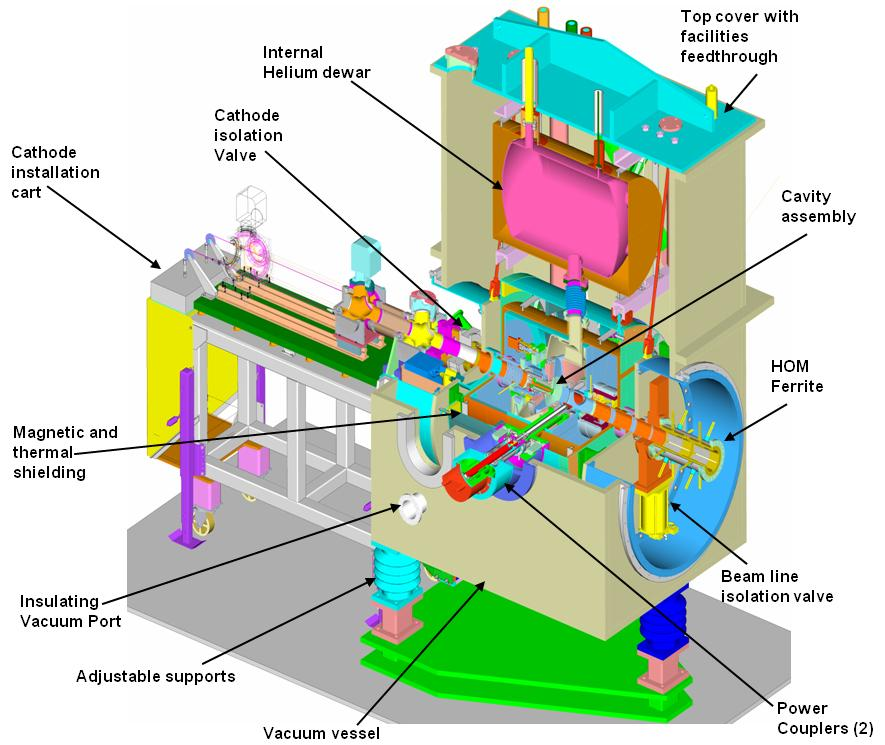 Top cover with
facilities
feedthrough
Internal
Helium dewar
Cathode
isolation
Valve
Cathode
installation
cart
Cavity
assembly
HOM
Ferrite
Magnetic and
thermal
shielding
Beam line
isolation valve
Insulating
Vacuum Port
Adjustable supports
Power
Couplers (2)
Vacuum vessel